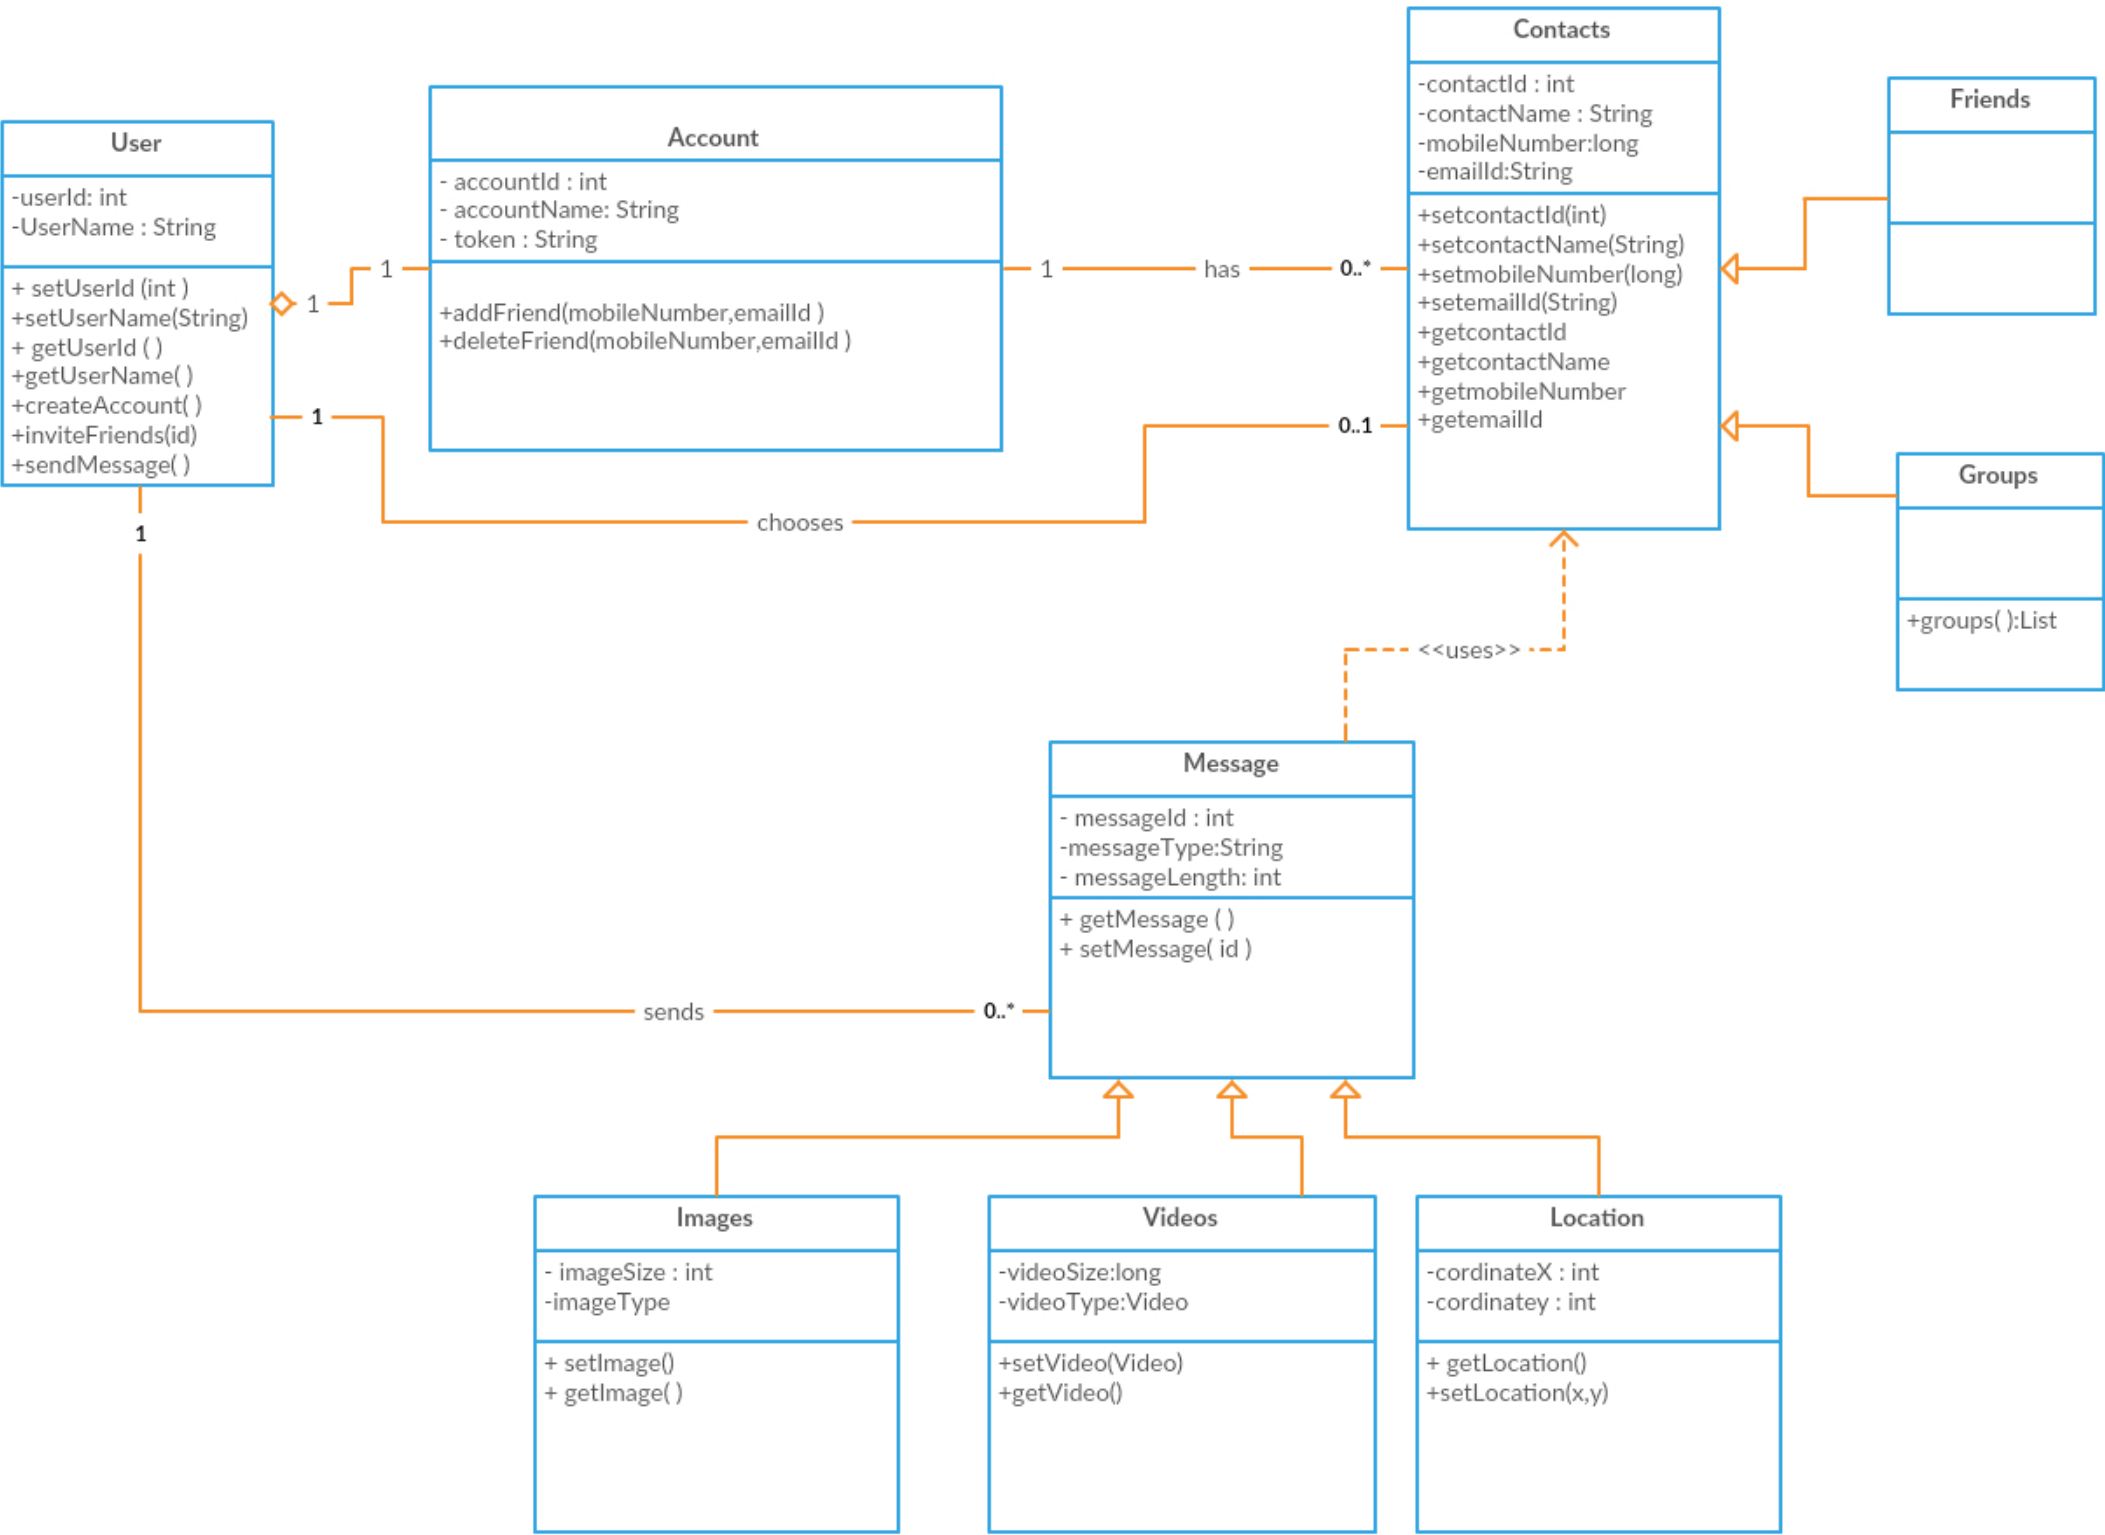 User
-userId: int
-UserName : String
+ setUserId (int )
+setUserName(String)
+ getUserId ( )
+getUserName( )
+createAccount( )
+inviteFriends(id)
+sendMessage( )
1
1
Account
- accountId : int
- accountName: String
- token : String
+addFriend(mobileNumber,emailId )
+deleteFriend(mobileNumber,emailId )
1
has
0..*
1
chooses
0..1
Contacts
-contactId : int
-contactName : String
-mobileNumber:long
-emailId:String
+setcontactId(int)
+setcontactName(String)
+setmobileNumber(long)
+setemailId(String)
+getcontactId
+getcontactName
+getmobileNumber
+getemailId
Friends
Groups
+groups( ):List
<<uses>>
1
sends
0..*
Message
- messageId : int
-messageType:String
- messageLength: int
+ getMessage ( )
+ setMessage( id )
Images
- imageSize : int
-imageType
+ setImage()
+ getImage( )
Videos
-videoSize:long
-videoType:Video
+setVideo(Video)
+getVideo()
Location
-cordinateX : int
-cordinatey : int
+ getLocation()
+setLocation(x,y)